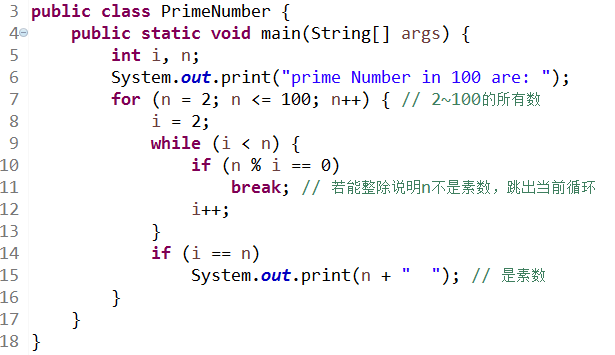 3 public class PrimeNumber {
4 public static void main(String[] args) {
5 int i, n;
6 System.out.print("prime Number in 100 are: ");
7 for (n = 2; n <= 100; n++) { // 2~100的所有数
8 i = 2;
9 while (i < n) {
10 if (n % i == 0)
11 break; // 若能整除说明n不是素数，跳出当前循环
12 i++;
13 }
14 if (i == n)
15 System.out.print(n + "  "); // 是素数
16 }
17 }
18 }